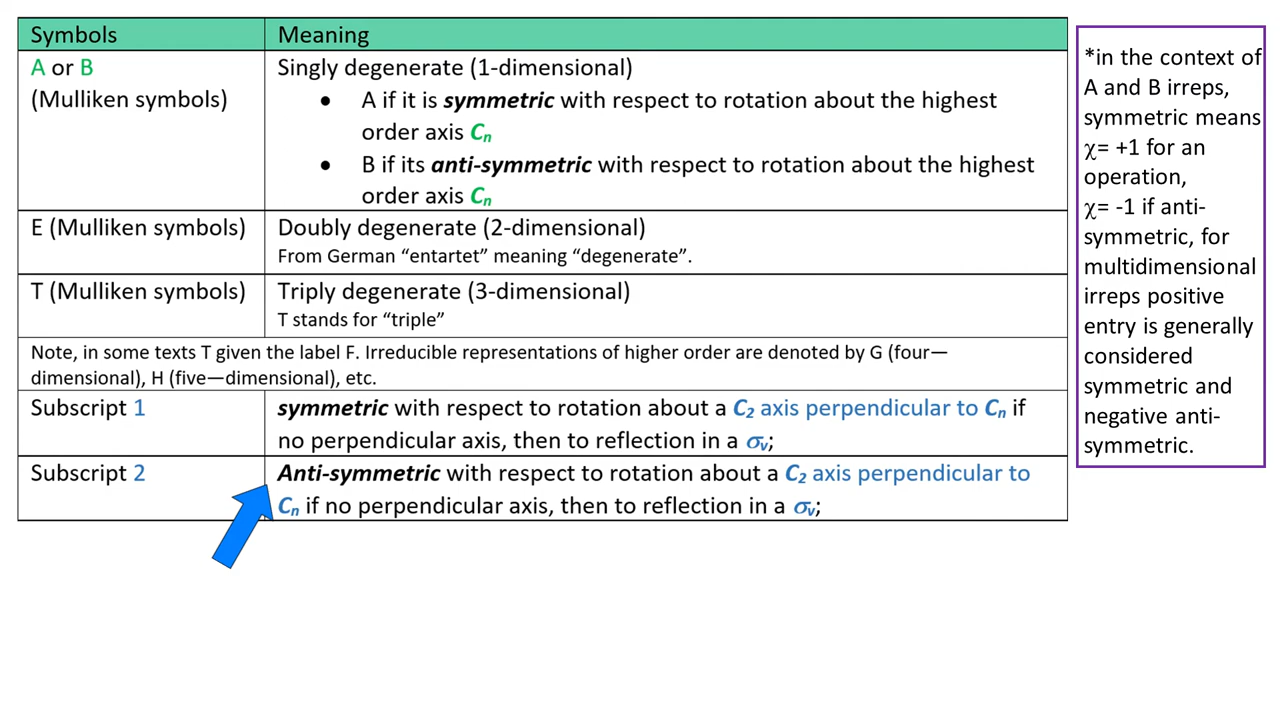 Symbols
Meaning
A or B
(Mulliken symbols)
Singly degenerate (1-dimensional)
• A if it is symmetric with respect to rotation about the highest
order axis Cn
• B if its anti-symmetric with respect to rotation about the highest
order axis Cn
E (Mulliken symbols)
Doubly degenerate (2-dimensional)
From German “entartet” meaning “degenerate”.
T (Mulliken symbols)
Triply degenerate (3-dimensional)
T stands for “triple”
Note, in some texts T given the label F. Irreducible representations of higher order are denoted by G (four—
dimensional), H (five—dimensional), etc.
Subscript 1
symmetric with respect to rotation about a C2 axis perpendicular to Cn if
no perpendicular axis, then to reflection in a σv;
Subscript 2
Anti-symmetric with respect to rotation about a C2 axis perpendicular to
Cn if no perpendicular axis, then to reflection in a σv;
*in the context of
A and B irreps,
symmetric means
χ= +1 for an
operation,
χ= -1 if anti-
symmetric, for
multidimensional
irreps positive
entry is generally
considered
symmetric and
negative anti-
symmetric.